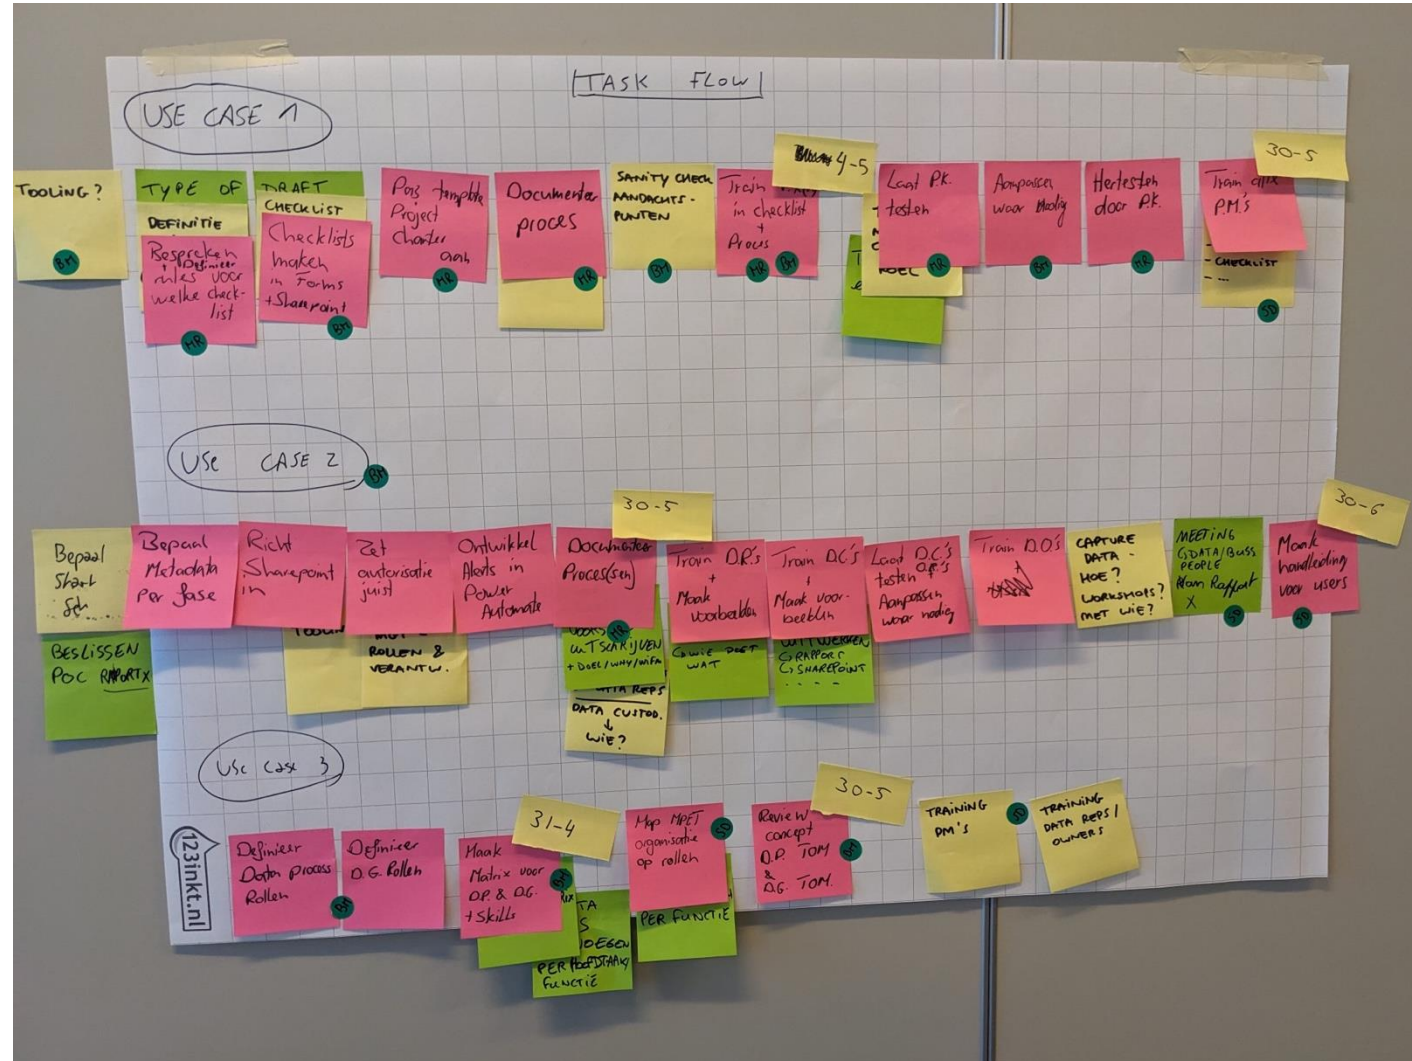 TASK FLOW
USE CASE 1
TOOLING?
BM
TYPE OF
DEFINITIE
Bespreken
+ Definieer
rules voor
welke check-
list
MR
DRAFT
CHECKLIST
Checklists
maken
in Forms
+ Sharepoint
BM
Pas template
Project
Charter
aan
MR
Documenteer
proces
MR
SANITY CHECK
AANDACHTS-
PUNTEN
BM
4-5
Train
in checklist
+
Proces
MR
BM
Laat P.K.
testen
MR
Aanpassen
waar nodig
BM
Hertesten
door P.K.
MR
30-5
Train
P.M.'s
- CHECKLIST
- ...
SD
USE CASE 2
BM
Bepaal
Start
BESLISSEN
POC RAPORT X
Bepaal
Metadata
Per fase
Richt
Sharepoint
in
Zet
autorisatie
juist
ROLLEN &
VERANTW.
Ontwikkel
Alerts in
Power
Automate
30-5
Documenteer
Proces(sen)
MR
UITSCHRIJVEN
+ DOEL/WHY/WIFM
DATA REPS
DATA CUSTOD.
↓
WIE?
Train D.R.'s
+
Maak
Voorbeelden
WIE DOET
WAT
Train D.C.'s
+
Maak voor-
beelden
UITWERKEN
RAPPORT
SHAREPOINT
- - - -
Laat D.C.'s
testen
Aanpassen
waar nodig
Train D.O.'s
CAPTURE
DATA -
HOE?
WORKSHOPS?
MET WIE?
MEETING
DATA/BUSS
PEOPLE
Rapport
X
SD
30-6
Maak
handleiding
voor users
SD
Use Case 3
123inkt.nl
Definieer
Data process
Rollen
BM
Definieer
D.G. Rollen
31-4
Maak
Matrix voor
D.P. & D.G.
+ Skills
BM
PER HOOFDTAAK/
FUNCTIE
Map MPET
organisatie
op rollen
SD
PER FUNCTIE
30-5
Review
concept
D.P. TOM
&
D.G. TOM.
BM
TRAINING
PM'S
SD
TRAINING
DATA REPS/
OWNERS